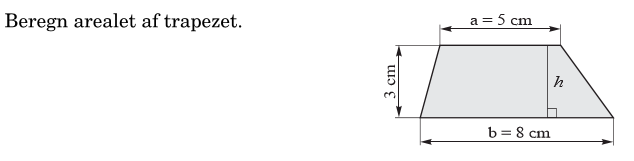 Beregn arealet af trapezet.
a = 5 cm
3 cm
h
b = 8 cm